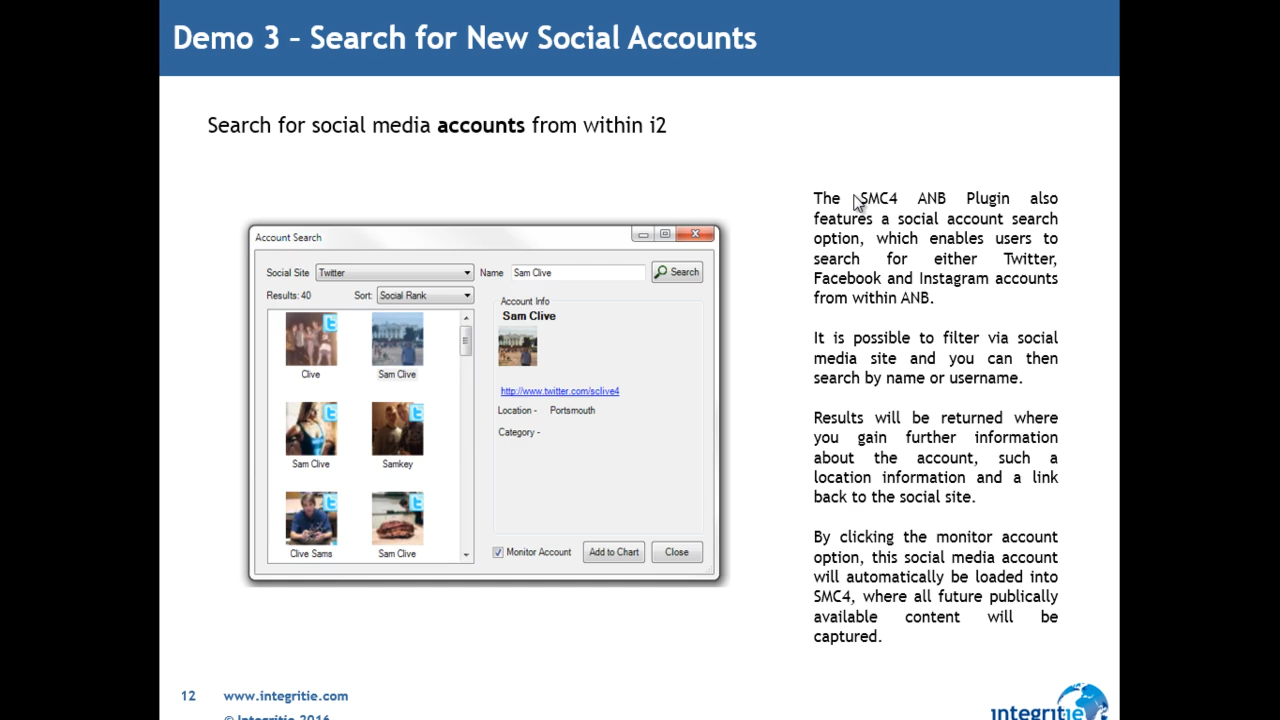 Demo 3 – Search for New Social Accounts
Search for social media accounts from within i2
Account Search
Social Site Twitter Name Sam Clive Search
Results: 40 Sort: Social Rank
Clive
Sam Clive
Sam Clive
Samkey
Clive Sams
Sam Clive
Account Info
Sam Clive
http://www.twitter.com/sclive4
Location - Portsmouth
Category -
Monitor Account Add to Chart Close
The SMC4 ANB Plugin also
features a social account search
option, which enables users to
search for either Twitter,
Facebook and Instagram accounts
from within ANB.
It is possible to filter via social
media site and you can then
search by name or username.
Results will be returned where
you gain further information
about the account, such a
location information and a link
back to the social site.
By clicking the monitor account
option, this social media account
will automatically be loaded into
SMC4, where all future publically
available content will be
captured.
12 www.integritie.com
© Integritie 2016
integritie